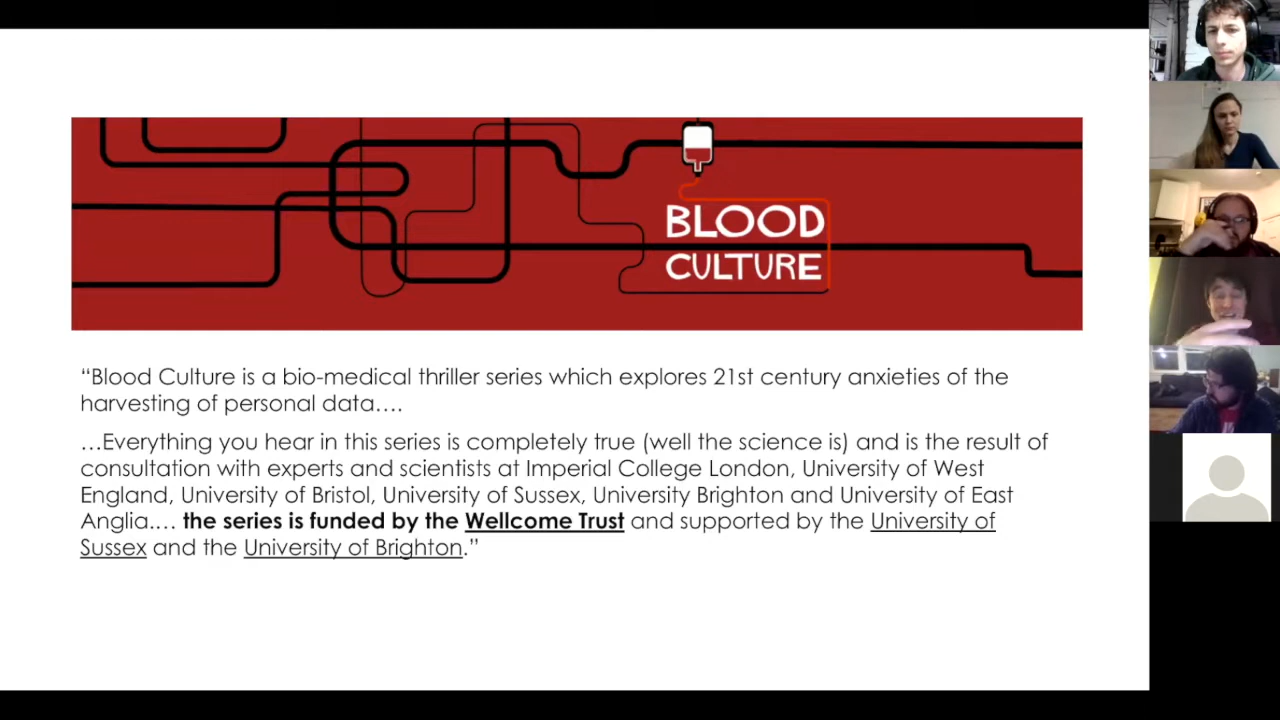 BLOOD
CULTURE
“Blood Culture is a bio-medical thriller series which explores 21st century anxieties of the
harvesting of personal data….
…Everything you hear in this series is completely true (well the science is) and is the result of
consultation with experts and scientists at Imperial College London, University of West
England, University of Bristol, University of Sussex, University Brighton and University of East
Anglia…. the series is funded by the Wellcome Trust and supported by the University of
Sussex and the University of Brighton.”